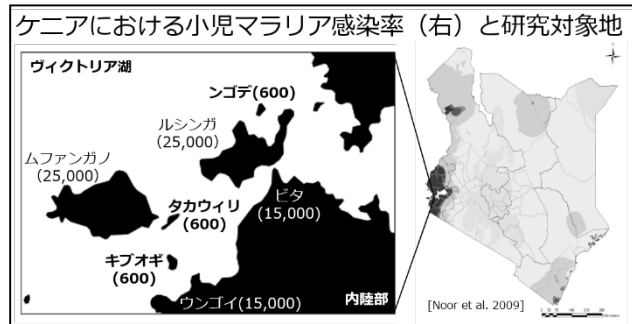 ケニアにおける小児マラリア感染率（右）と研究対象地
ヴィクトリア湖
ンゴデ(600)
ルシンガ
(25,000)
ムファンガノ
(25,000)
タカウィリ
(600)
ビタ
(15,000)
キブオギ
(600)
ウンゴイ(15,000)
内陸部
[Noor et al. 2009]